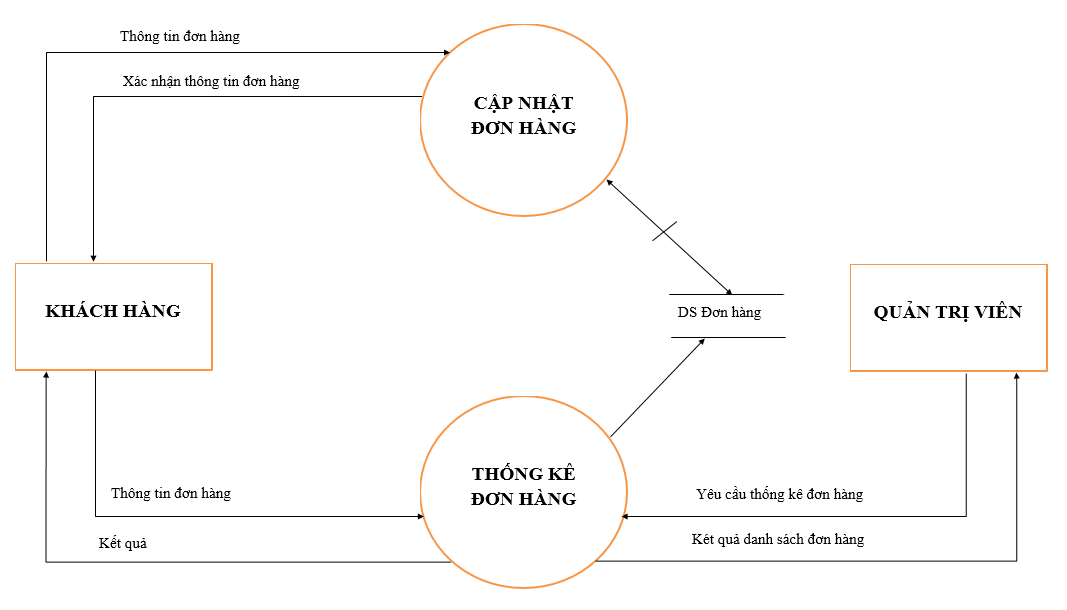 Thông tin đơn hàng
Xác nhận thông tin đơn hàng
CẬP NHẬT
ĐƠN HÀNG
KHÁCH HÀNG
DS Đơn hàng
QUẢN TRỊ VIÊN
THỐNG KÊ
ĐƠN HÀNG
Thông tin đơn hàng
Yêu cầu thống kê đơn hàng
Kết quả
Két quả danh sách đơn hàng